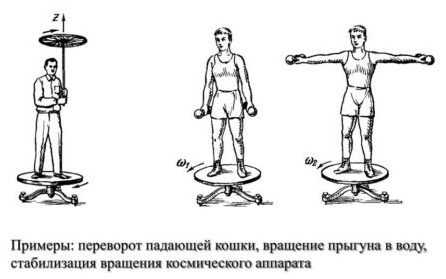 z
ω₁
ω₂
Примеры: переворот падающей кошки, вращение прыгуна в воду,
стабилизация вращения космического аппарата